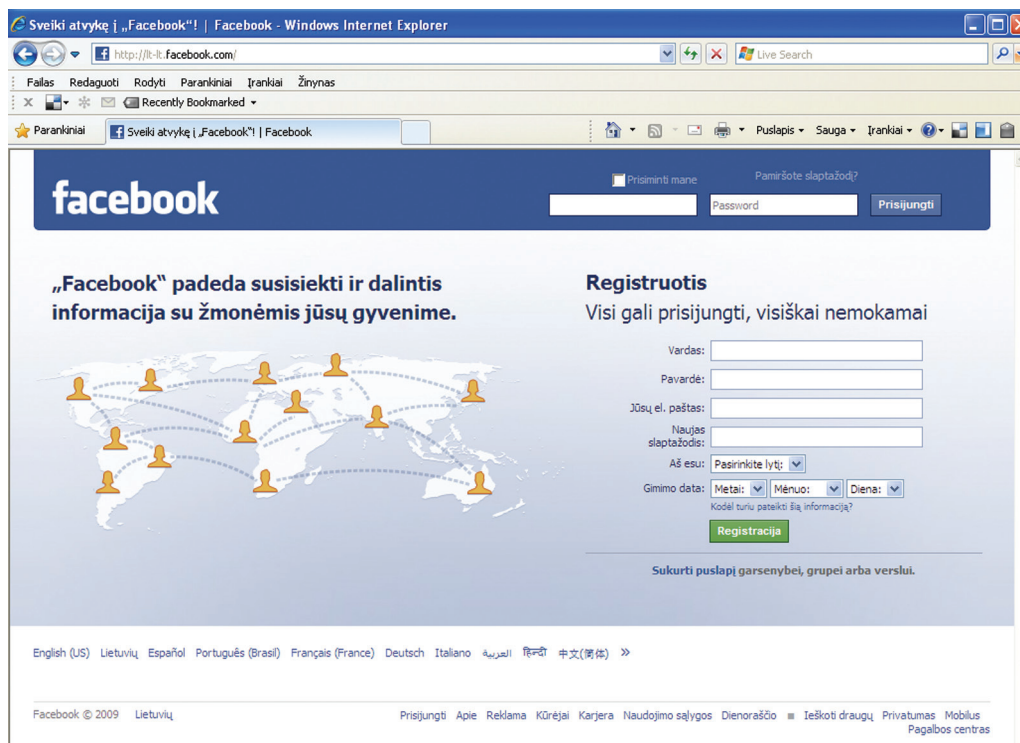 Sveiki atvykę į „Facebook“! | Facebook - Windows Internet Explorer
http://lt-lt.facebook.com/
Live Search
Failas Redaguoti Rodyti Parankiniai Įrankiai Žinynas
Recently Bookmarked
Parankiniai
Sveiki atvykę į „Facebook“! | Facebook
Puslapis Sauga Įrankiai
facebook
Prisiminti mane
Pamiršote slaptažodį?
Password
Prisijungti
„Facebook“ padeda susisiekti ir dalintis
informacija su žmonėmis jūsų gyvenime.
Registruotis
Visi gali prisijungti, visiškai nemokamai
Vardas:
Pavardė:
Jūsų el. paštas:
Naujas
slaptažodis:
Aš esu: Pasirinkite lytį:
Gimimo data: Metai: Mėnuo: Diena:
Kodėl turiu pateikti šią informaciją?
Registracija
Sukurti puslapį garsenybei, grupei arba verslui.
English (US) Lietuvių Español Português (Brasil) Français (France) Deutsch Italiano العربية हिन्दी 中文(简体) »
Facebook © 2009 Lietuvių
Prisijungti Apie Reklama Kūrėjai Karjera Naudojimo sąlygos Dienoraščio ■ Ieškoti draugų Privatumas Mobilus
Pagalbos centras